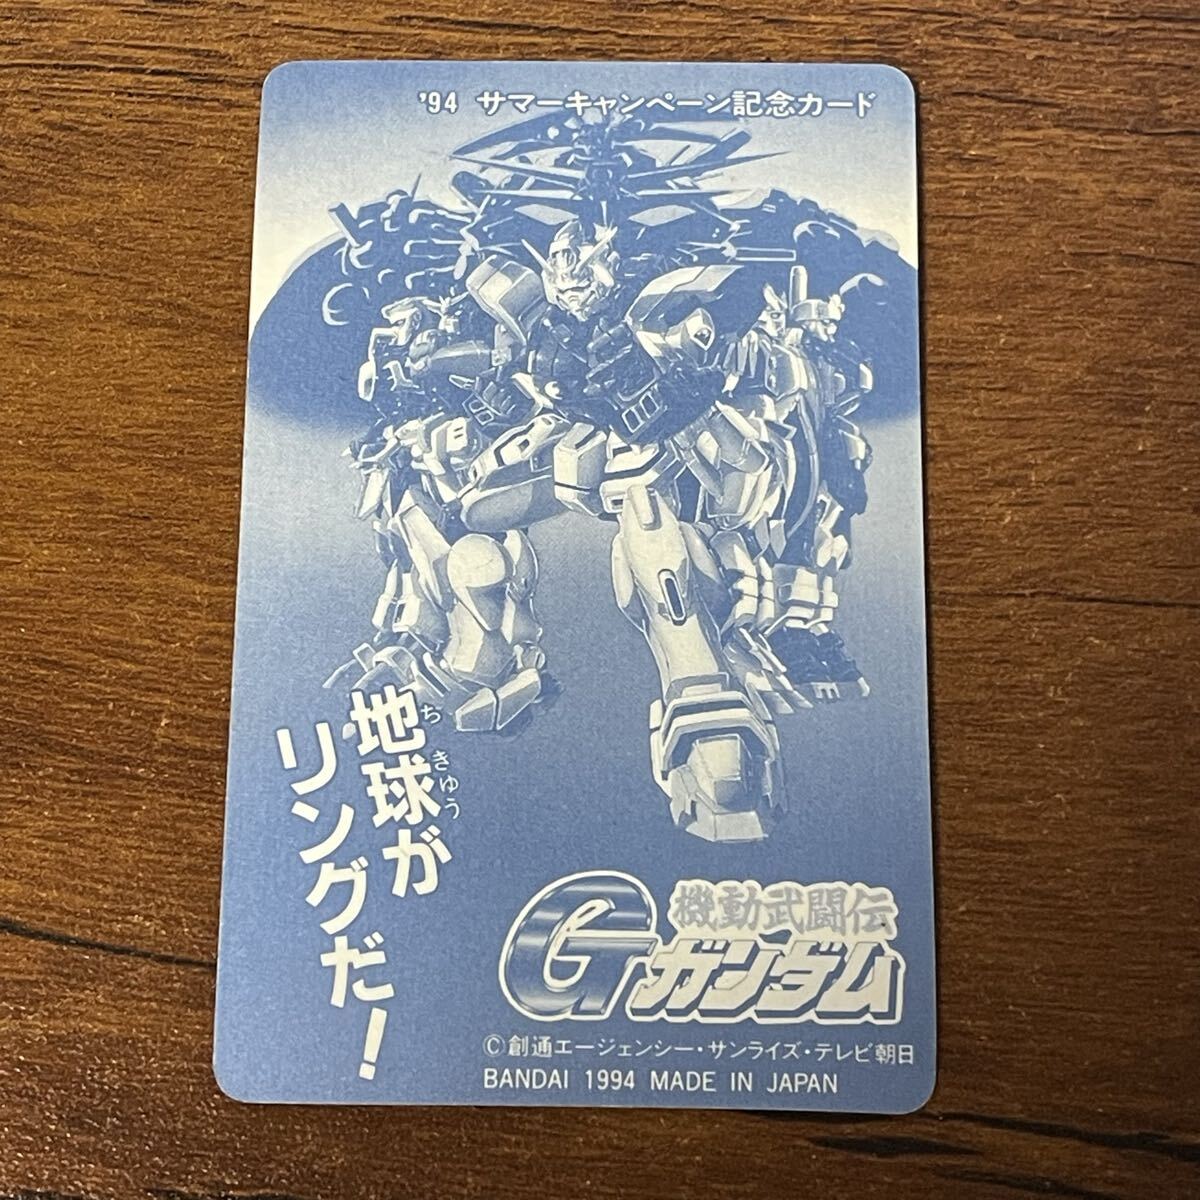 '94 サマーキャンペーン記念カード
地球が
ちきゅう
リングだ!
機動武闘伝
Gガンダム
©創通エージェンシー・サンライズ・テレビ朝日
BANDAI 1994 MADE IN JAPAN